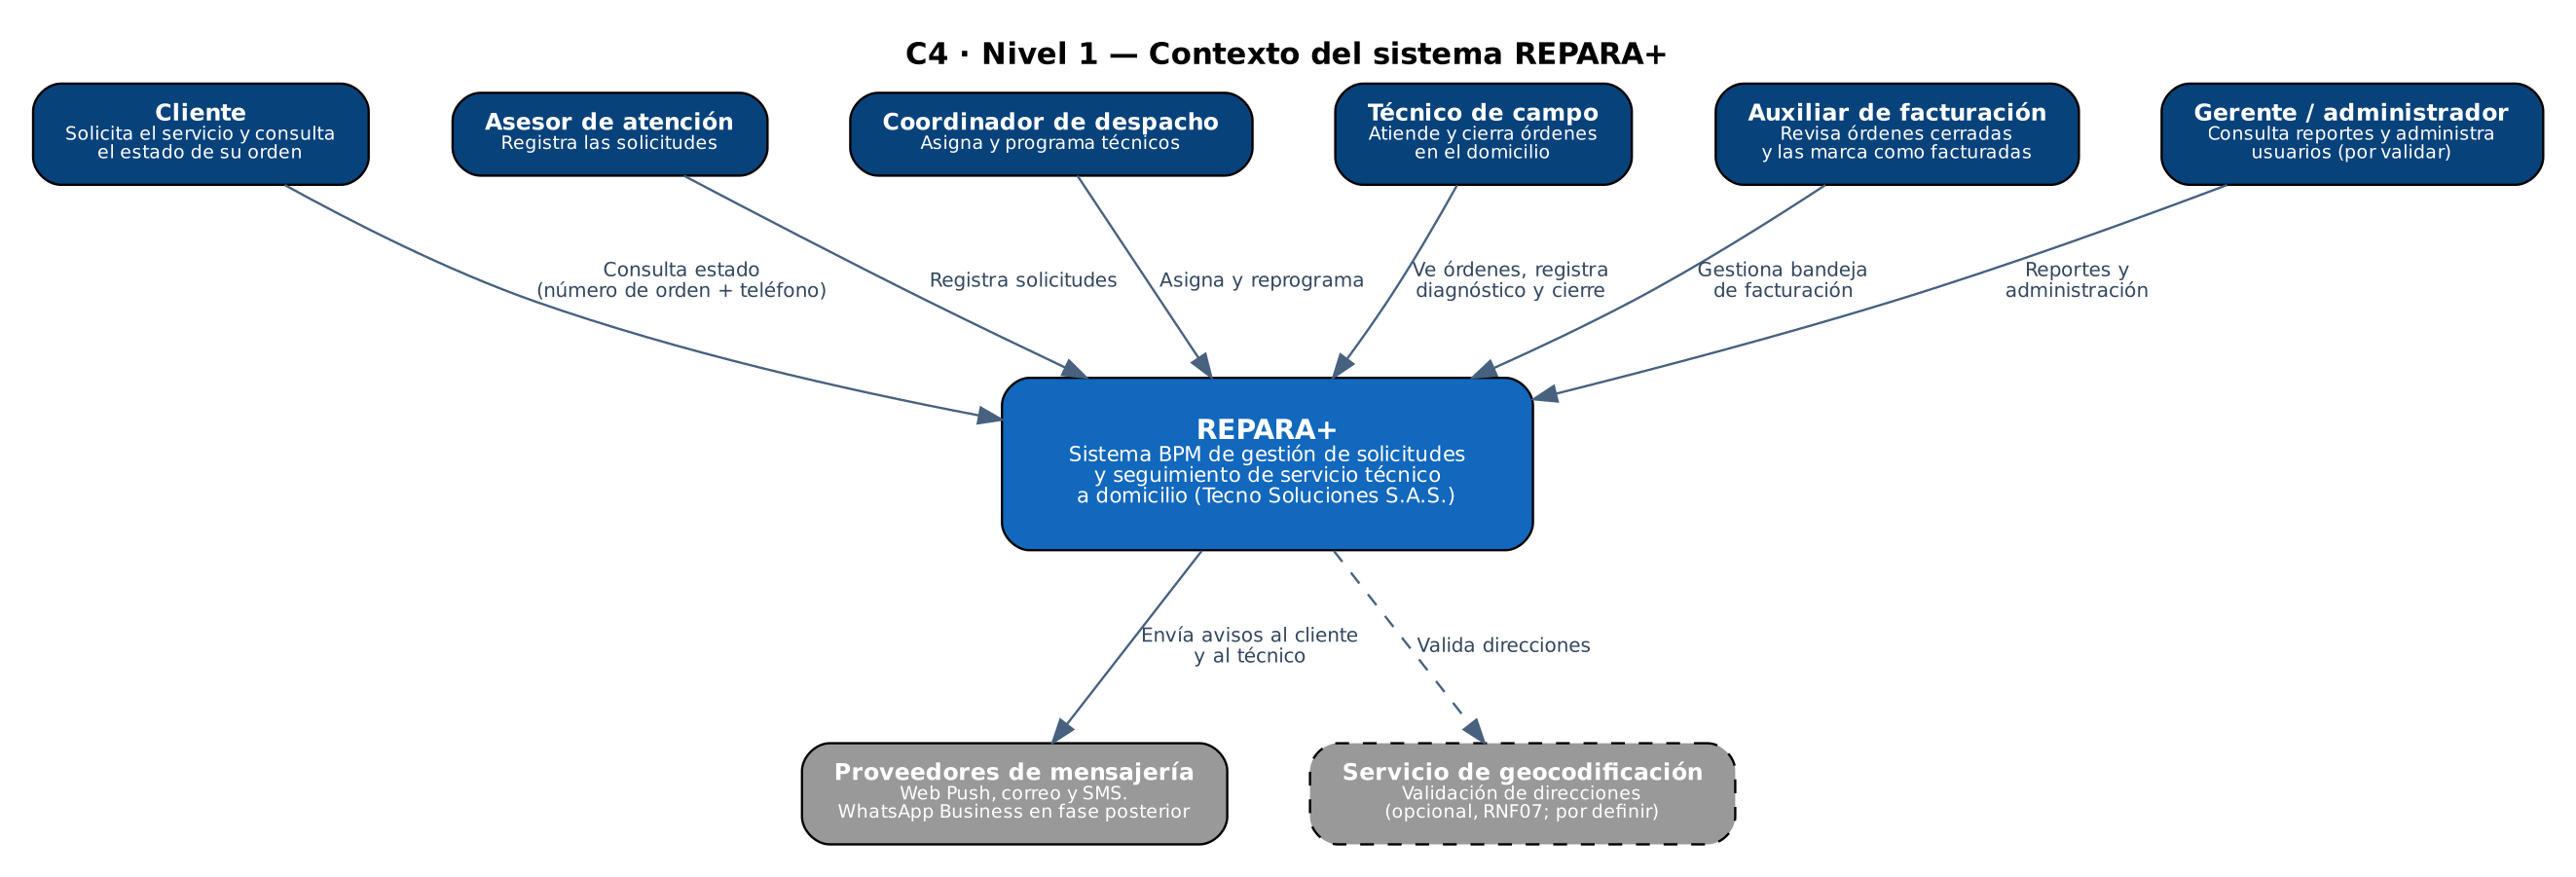 C4 · Nivel 1 — Contexto del sistema REPARA+
Cliente
Solicita el servicio y consulta
el estado de su orden
Asesor de atención
Registra las solicitudes
Coordinador de despacho
Asigna y programa técnicos
Técnico de campo
Atiende y cierra órdenes
en el domicilio
Auxiliar de facturación
Revisa órdenes cerradas
y las marca como facturadas
Gerente / administrador
Consulta reportes y administra
usuarios (por validar)
Consulta estado
(número de orden + teléfono)
Registra solicitudes
Asigna y reprograma
Ve órdenes, registra
diagnóstico y cierre
Gestiona bandeja
de facturación
Reportes y
administración
REPARA+
Sistema BPM de gestión de solicitudes
y seguimiento de servicio técnico
a domicilio (Tecno Soluciones S.A.S.)
Envía avisos al cliente
y al técnico
Valida direcciones
Proveedores de mensajería
Web Push, correo y SMS.
WhatsApp Business en fase posterior
Servicio de geocodificación
Validación de direcciones
(opcional, RNF07; por definir)